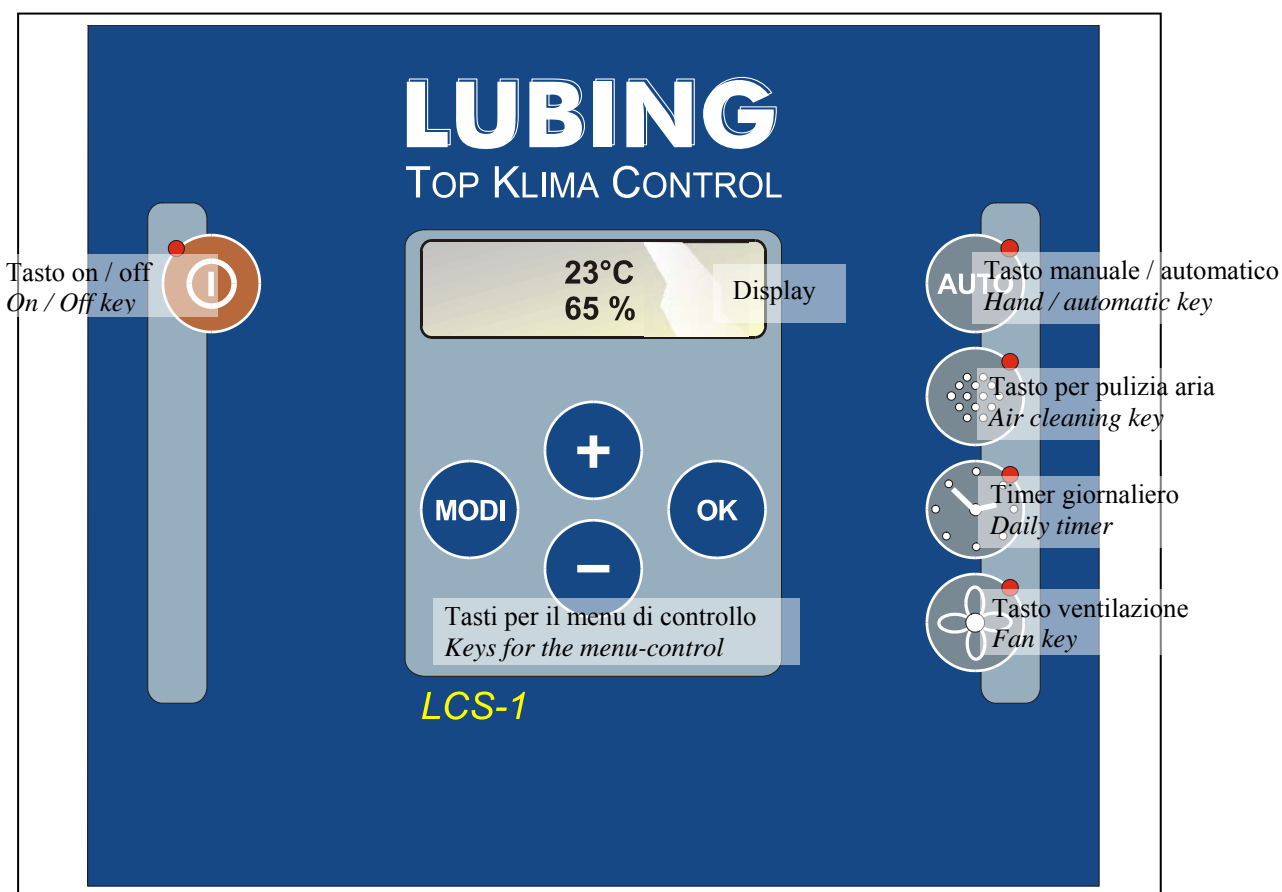 LUBING
TOP KLIMA CONTROL
Tasto on / off
On / Off key
23°C
65 %
Display
AUTO
Tasto manuale / automatico
Hand / automatic key
Tasto per pulizia aria
Air cleaning key
+
MODI
OK
−
Timer giornaliero
Daily timer
Tasti per il menu di controllo
Keys for the menu-control
Tasto ventilazione
Fan key
LCS-1